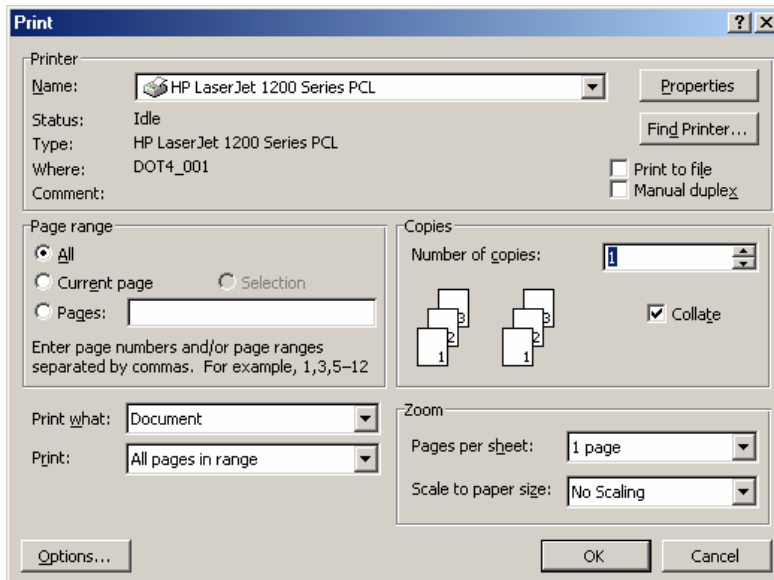 Print
Printer
Name: HP LaserJet 1200 Series PCL Properties
Status: Idle
Type: HP LaserJet 1200 Series PCL Find Printer...
Where: DOT4_001 Print to file
Comment: Manual duplex
Page range
All
Current page Selection
Pages:
Enter page numbers and/or page ranges
separated by commas. For example, 1,3,5–12
Copies
Number of copies: 1
3 3
2 2
1 1
Collate
Print what: Document
Print: All pages in range
Zoom
Pages per sheet: 1 page
Scale to paper size: No Scaling
Options... OK Cancel